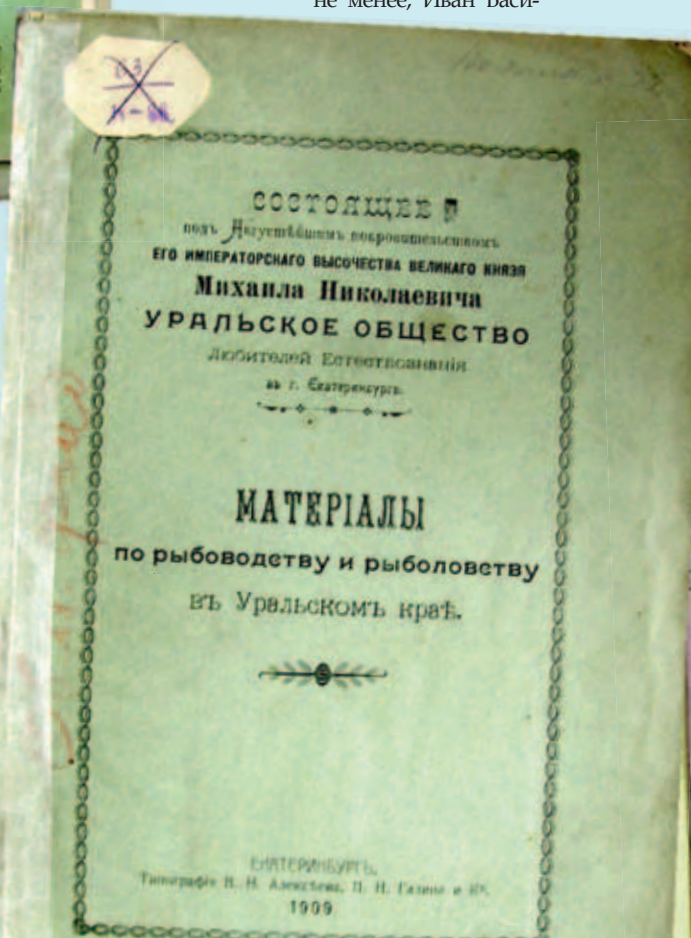 не менее, Иван Васи-
СОСТОЯЩЕЕ
подъ Августѣйшимъ покровительствомъ
ЕГО ИМПЕРАТОРСКАГО ВЫСОЧЕСТВА ВЕЛИКАГО КНЯЗЯ
Михаила Николаевича
УРАЛЬСКОЕ ОБЩЕСТВО
Любителей Естествознанія
въ г. Екатеринбургѣ.
МАТЕРІАЛЫ
по рыбоводству и рыболовству
въ Уральскомъ краѣ.
ЕКАТЕРИНБУРГЪ.
Типографія В. Н. Алексѣева, П. Н. Галина и Кº.
1909